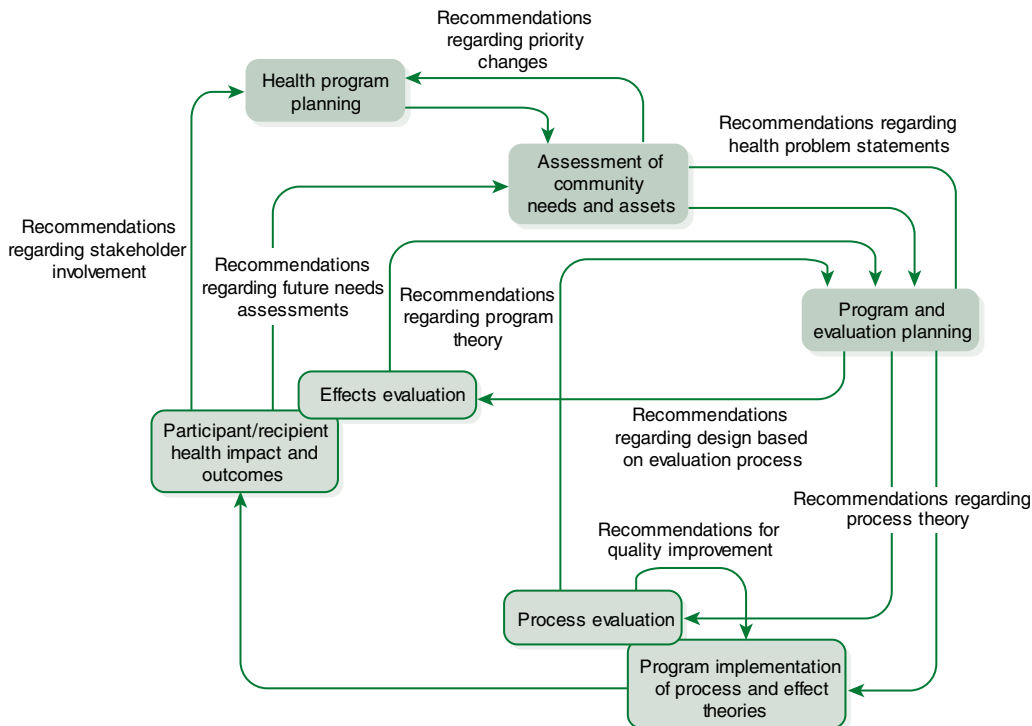 Recommendations
regarding priority
changes
Health program
planning
Recommendations regarding
health problem statements
Assessment of
community
needs and assets
Recommendations
regarding stakeholder
involvement
Recommendations
regarding future needs
assessments
Recommendations
regarding program
theory
Program and
evaluation planning
Effects evaluation
Participant/recipient
health impact and
outcomes
Recommendations
regarding design based
on evaluation process
Recommendations regarding
process theory
Recommendations for
quality improvement
Process evaluation
Program implementation
of process and effect
theories